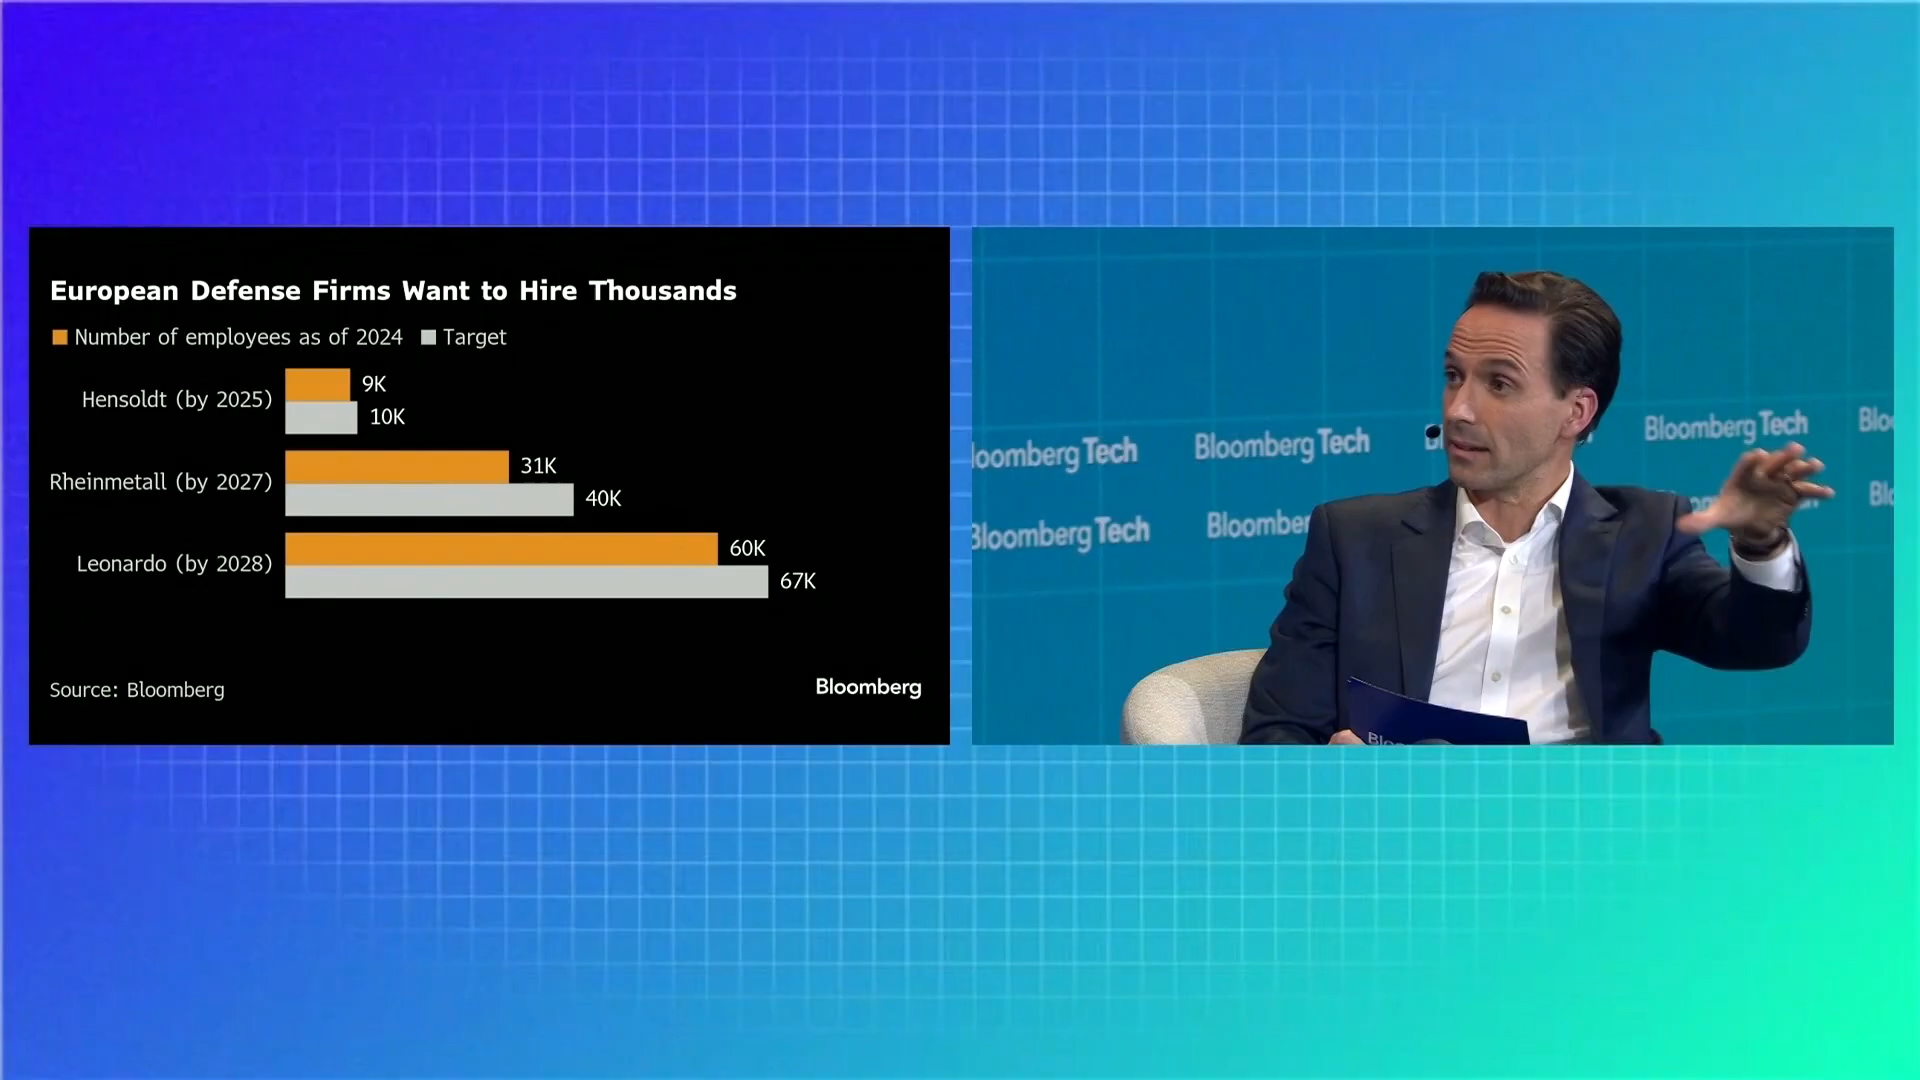 European Defense Firms Want to Hire Thousands
Number of employees as of 2024 Target
Hensoldt (by 2025)
9K
10K
Rheinmetall (by 2027)
31K
40K
Leonardo (by 2028)
60K
67K
Source: Bloomberg
Bloomberg
Bloomberg Tech
Bloomberg Tech
Bloomberg Tech